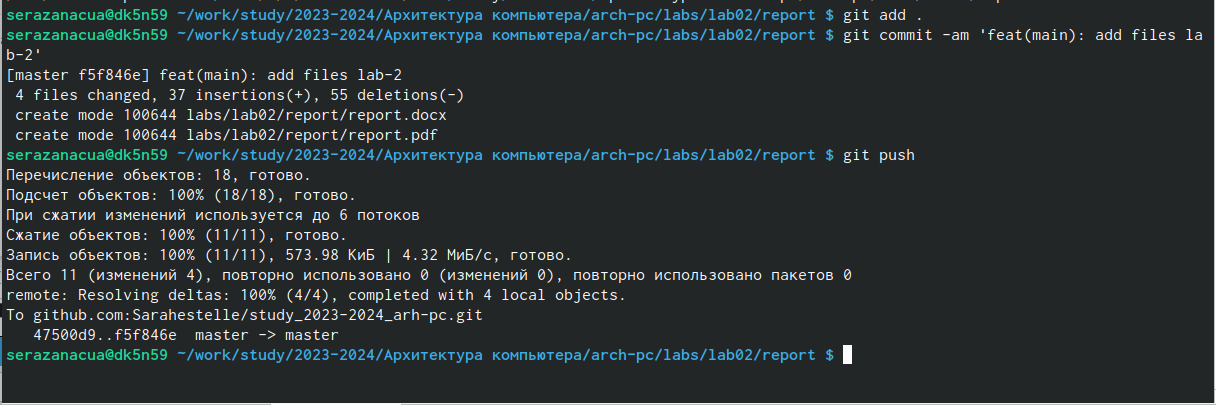 serazanacua@dk5n59 ~/work/study/2023-2024/Архитектура компьютера/arch-pc/labs/lab02/report $ git add .
serazanacua@dk5n59 ~/work/study/2023-2024/Архитектура компьютера/arch-pc/labs/lab02/report $ git commit -am 'feat(main): add files la
b-2'
[master f5f846e] feat(main): add files lab-2
 4 files changed, 37 insertions(+), 55 deletions(-)
 create mode 100644 labs/lab02/report/report.docx
 create mode 100644 labs/lab02/report/report.pdf
serazanacua@dk5n59 ~/work/study/2023-2024/Архитектура компьютера/arch-pc/labs/lab02/report $ git push
Перечисление объектов: 18, готово.
Подсчет объектов: 100% (18/18), готово.
При сжатии изменений используется до 6 потоков
Сжатие объектов: 100% (11/11), готово.
Запись объектов: 100% (11/11), 573.98 КиБ | 4.32 МиБ/с, готово.
Всего 11 (изменений 4), повторно использовано 0 (изменений 0), повторно использовано пакетов 0
remote: Resolving deltas: 100% (4/4), completed with 4 local objects.
To github.com:Sarahestelle/study_2023-2024_arh-pc.git
   47500d9..f5f846e  master -> master
serazanacua@dk5n59 ~/work/study/2023-2024/Архитектура компьютера/arch-pc/labs/lab02/report $